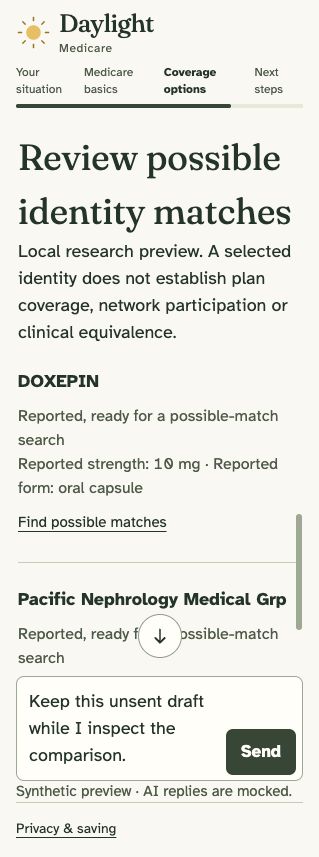 Daylight
Medicare
Your situation
Medicare basics
Coverage options
Next steps
Review possible
identity matches
Local research preview. A selected
identity does not establish plan
coverage, network participation or
clinical equivalence.
DOXEPIN
Reported, ready for a possible-match
search
Reported strength: 10 mg · Reported
form: oral capsule
Find possible matches
Pacific Nephrology Medical Grp
Reported, ready possible-match
search
Keep this unsent draft
while I inspect the
comparison.
Send
Synthetic preview · AI replies are mocked.
Privacy & saving